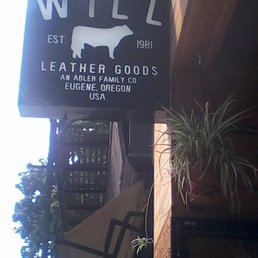 WILL
EST. 1981
LEATHER GOODS
AN ADLER FAMILY CO
EUGENE, OREGON
USA